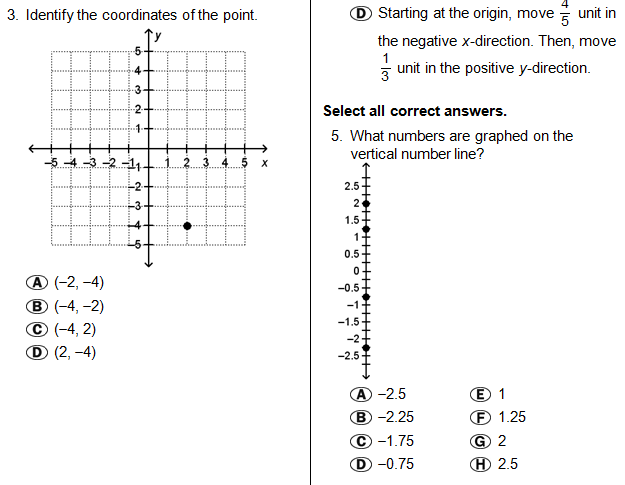 3. Identify the coordinates of the point.
y
5
4
3
2
1
-5 -4 -3 -2 -1 1 2 3 4 5 x
-2
-3
-4
-5
A (−2, −4)
B (−4, −2)
C (−4, 2)
D (2, −4)
D Starting at the origin, move 4/5 unit in
the negative x-direction. Then, move
1/3 unit in the positive y-direction.
Select all correct answers.
5. What numbers are graphed on the
vertical number line?
2.5
2
1.5
1
0.5
0
−0.5
−1
−1.5
−2
−2.5
A −2.5
B −2.25
C −1.75
D −0.75
E 1
F 1.25
G 2
H 2.5